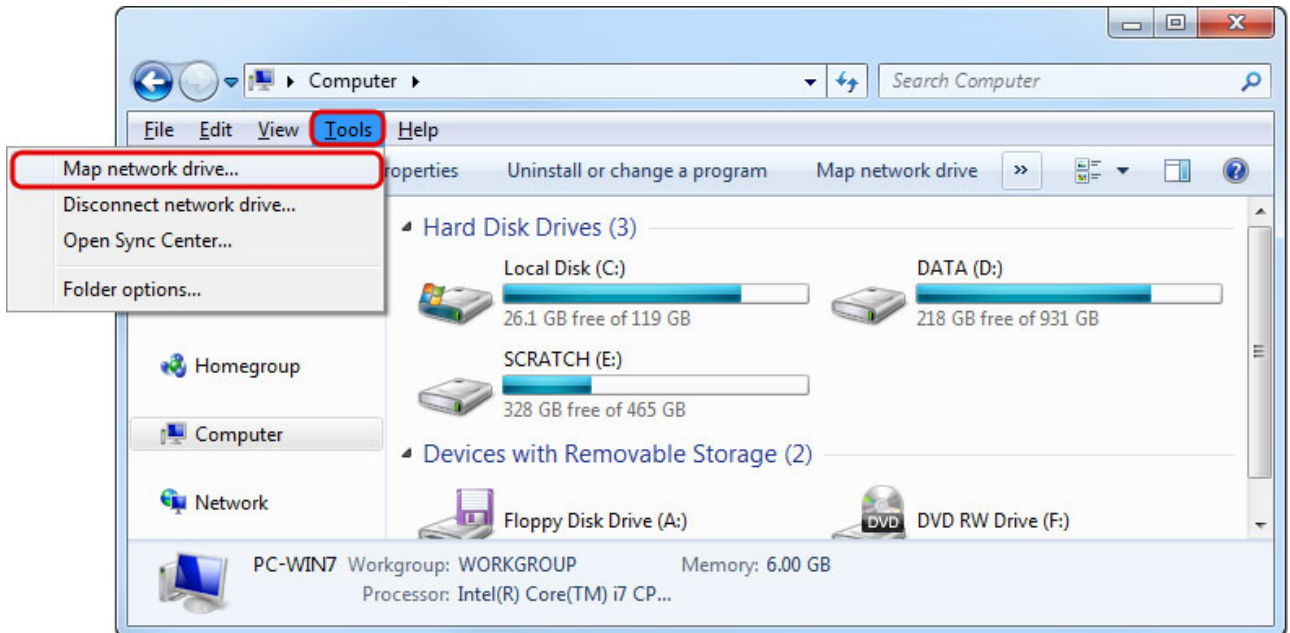 Computer
Search Computer
File Edit View Tools Help
Map network drive...
Disconnect network drive...
Open Sync Center...
Folder options...
roperties Uninstall or change a program Map network drive »
Hard Disk Drives (3)
Local Disk (C:)
26.1 GB free of 119 GB
DATA (D:)
218 GB free of 931 GB
SCRATCH (E:)
328 GB free of 465 GB
Homegroup
Computer
Network
Devices with Removable Storage (2)
Floppy Disk Drive (A:)
DVD
DVD RW Drive (F:)
PC-WIN7 Workgroup: WORKGROUP Memory: 6.00 GB
Processor: Intel(R) Core(TM) i7 CP...